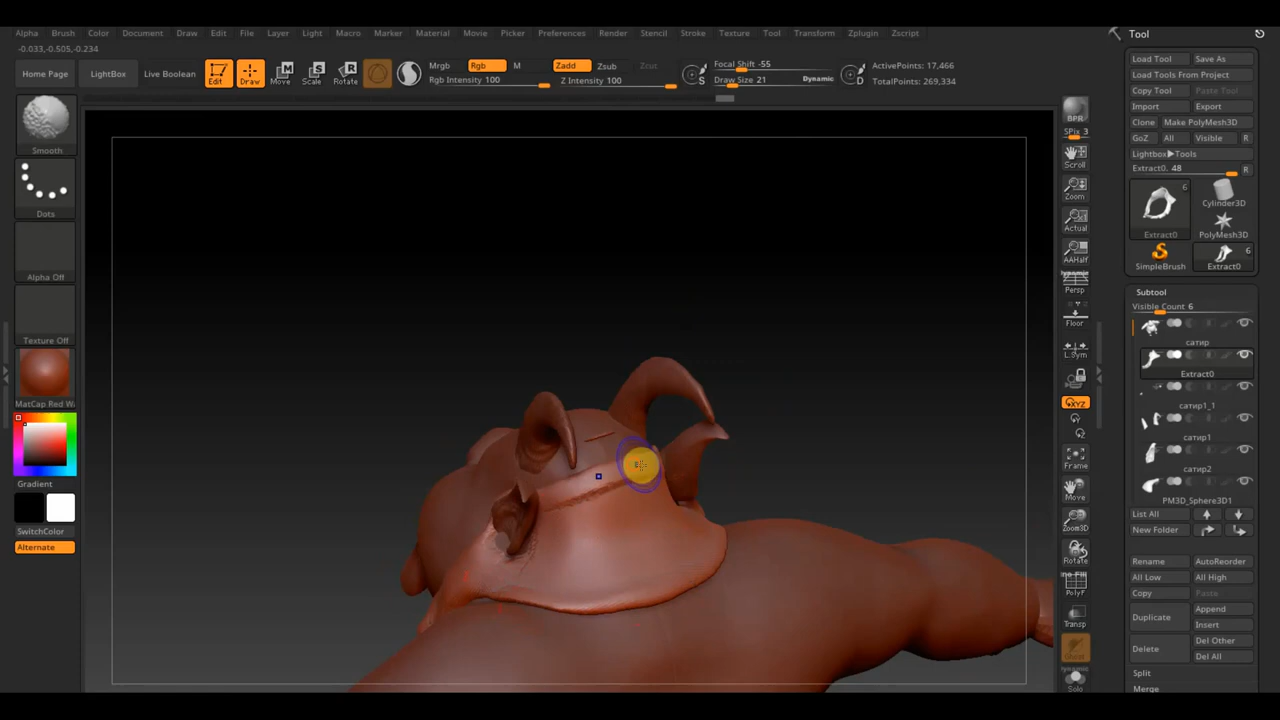 Alpha Brush Color Document Draw Edit File Layer Light Macro Marker Material Movie Picker Preferences Render Stencil Stroke Texture Tool Transform Zplugin Zscript
Tool
-0.033,-0.505,-0.234
Home Page LightBox Live Boolean Edit Draw Move Scale Rotate
Mrgb Rgb M Zadd Zsub Zcut
Rgb Intensity 100 Z Intensity 100
S Focal Shift -55
Draw Size 21 Dynamic
D ActivePoints: 17,466
TotalPoints: 269,334
Load Tool Save As
Load Tools From Project
Copy Tool Paste Tool
Import Export
Clone Make PolyMesh3D
GoZ All Visible R
Lightbox▶Tools
Extract0. 48 R
6
Extract0
Cylinder3D
PolyMesh3D
SimpleBrush
6
Extract0
Subtool
Visible Count 6
сатир
Extract0
сатир1_1
сатир1
сатир2
PM3D_Sphere3D1
List All
New Folder
Rename AutoReorder
All Low All High
Copy Paste
Duplicate Append
Insert
Delete Del Other
Del All
Split
Merge
Smooth
Dots
Alpha Off
Texture Off
MatCap Red W
Gradient
SwitchColor
Alternate
BPR
SPix 3
Scroll
Zoom
Actual
AAHalf
Dynamic
Persp
Floor
L.Sym
XYZ
Frame
Move
Zoom3D
Rotate
PolyF
Transp
Ghost
Dynamic
Solo